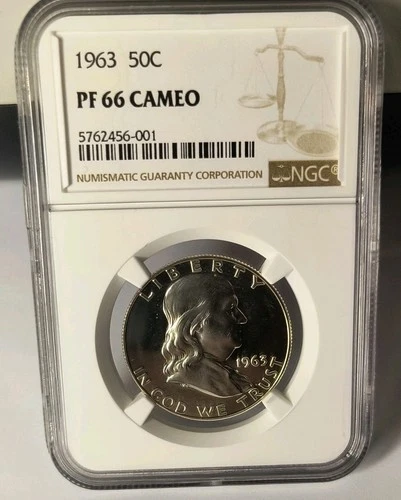 1963 50C
PF 66 CAMEO
5762456-001
NUMISMATIC GUARANTY CORPORATION NGC®
LIBERTY
1963
IN GOD WE TRUST